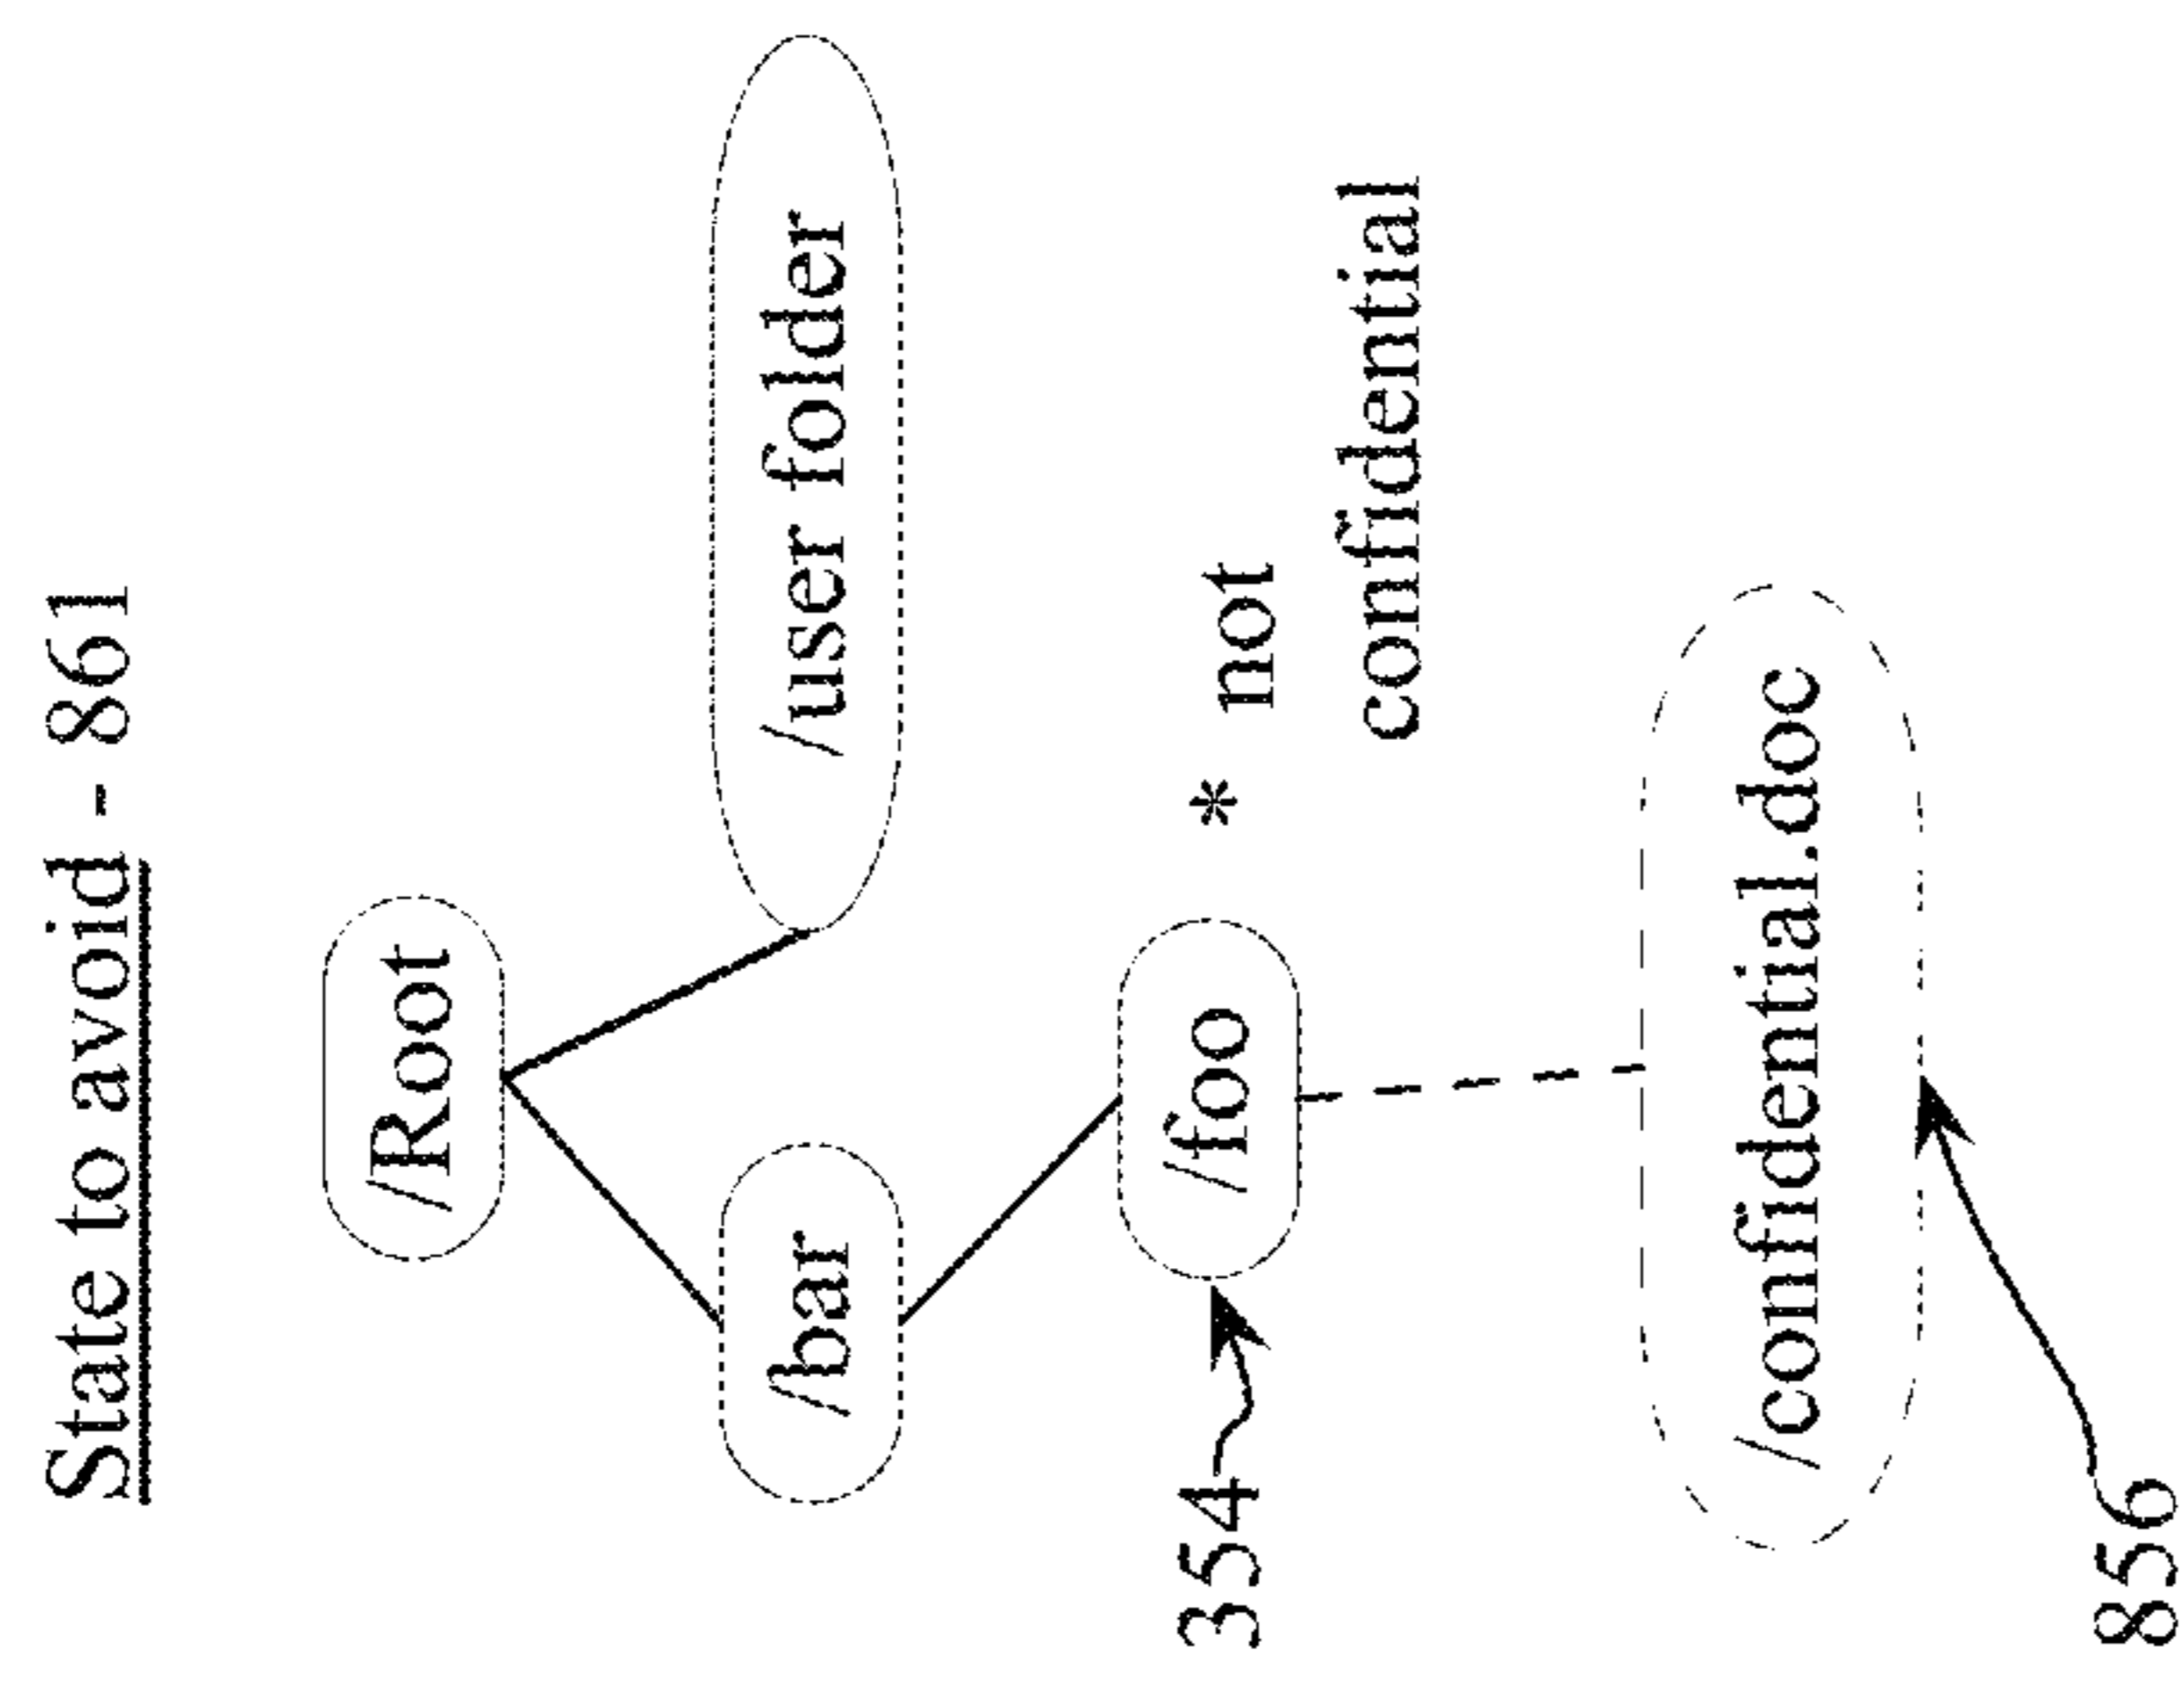 State to avoid - 861
/Root
/bar
/user folder
354
/foo
* not
confidential
/confidential.doc
856